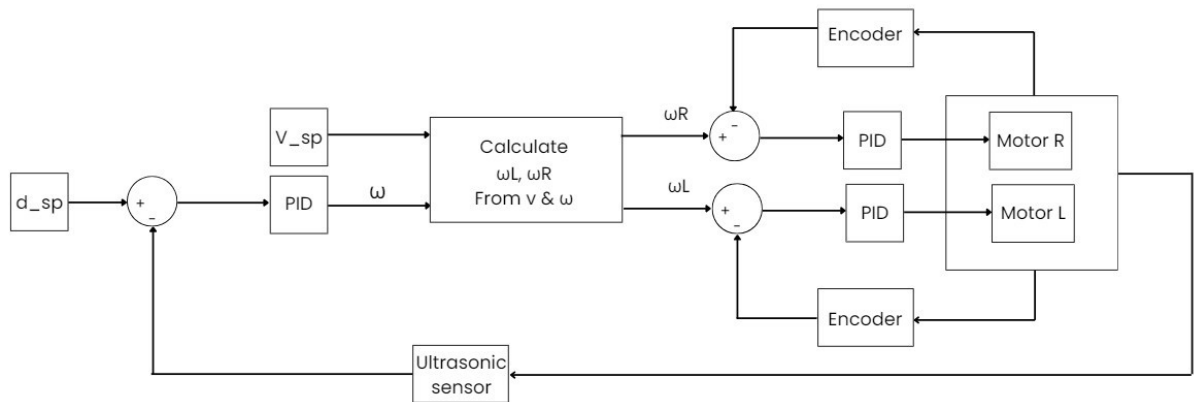 Encoder
ωR
V_sp
+
-
PID
Motor R
Calculate
ωL, ωR
From v & ω
d_sp
+
-
PID
ω
ωL
+
-
PID
Motor L
Encoder
Ultrasonic
sensor